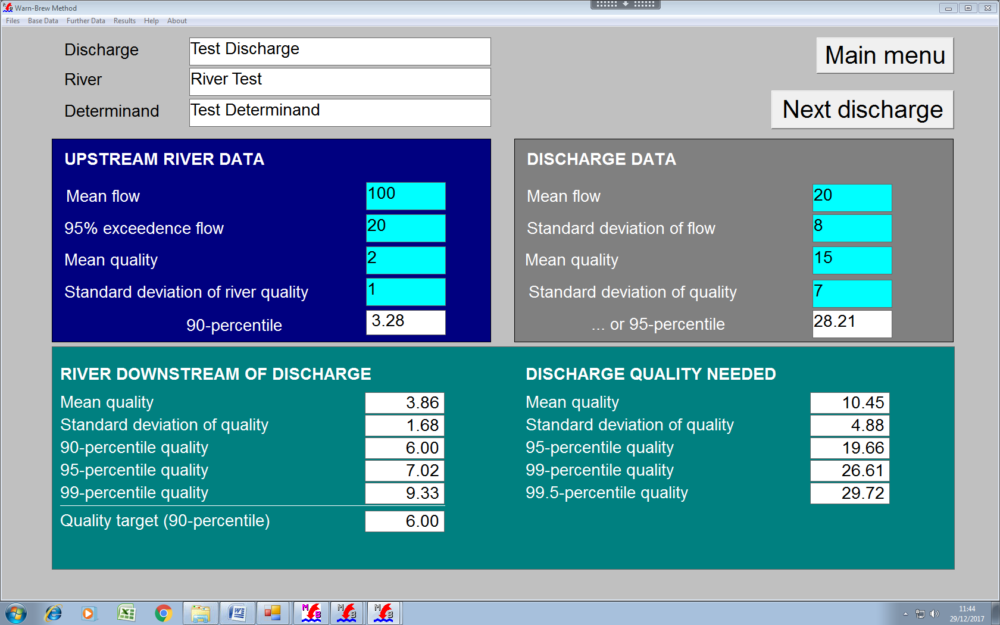 Warn-Brew Method
Files Base Data Further Data Results Help About
Discharge Test Discharge
River River Test
Determinand Test Determinand
Main menu
Next discharge
UPSTREAM RIVER DATA
Mean flow 100
95% exceedence flow 20
Mean quality 2
Standard deviation of river quality 1
90-percentile 3.28
DISCHARGE DATA
Mean flow 20
Standard deviation of flow 8
Mean quality 15
Standard deviation of quality 7
... or 95-percentile 28.21
RIVER DOWNSTREAM OF DISCHARGE
Mean quality 3.86
Standard deviation of quality 1.68
90-percentile quality 6.00
95-percentile quality 7.02
99-percentile quality 9.33
Quality target (90-percentile) 6.00
DISCHARGE QUALITY NEEDED
Mean quality 10.45
Standard deviation of quality 4.88
95-percentile quality 19.66
99-percentile quality 26.61
99.5-percentile quality 29.72
M B M B M B
11:44
29/12/2017